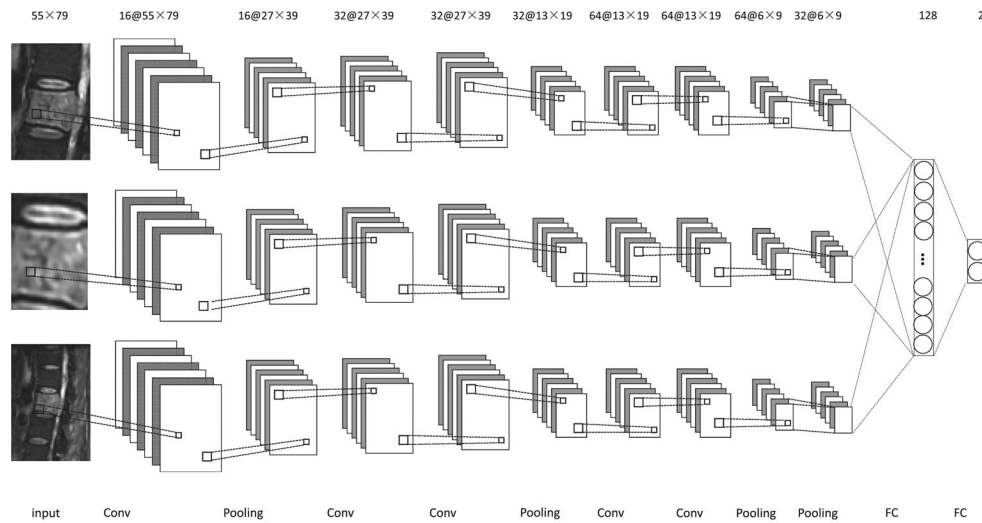 55×79 16@55×79 16@27×39 32@27×39 32@27×39 32@13×19 64@13×19 64@13×19 64@6×9 32@6×9 128 2
...
input Conv Pooling Conv Conv Pooling Conv Conv Pooling Pooling FC FC